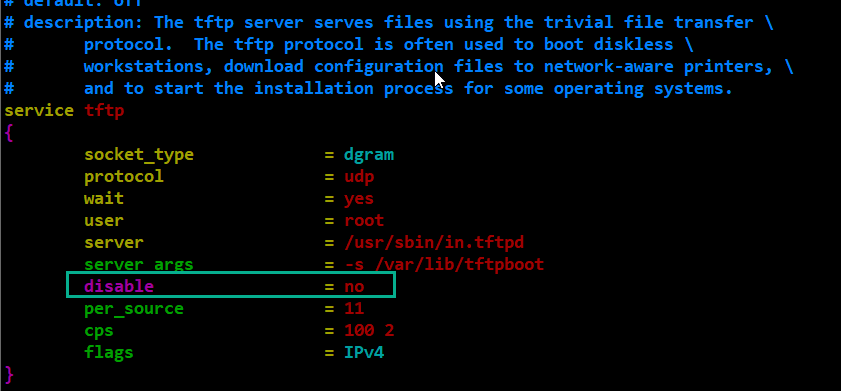 # default: off
# description: The tftp server serves files using the trivial file transfer \
#       protocol.  The tftp protocol is often used to boot diskless \
#       workstations, download configuration files to network-aware printers, \
#       and to start the installation process for some operating systems.
service tftp
{
        socket_type             = dgram
        protocol                = udp
        wait                    = yes
        user                    = root
        server                  = /usr/sbin/in.tftpd
        server_args             = -s /var/lib/tftpboot
        disable                 = no
        per_source              = 11
        cps                     = 100 2
        flags                   = IPv4
}